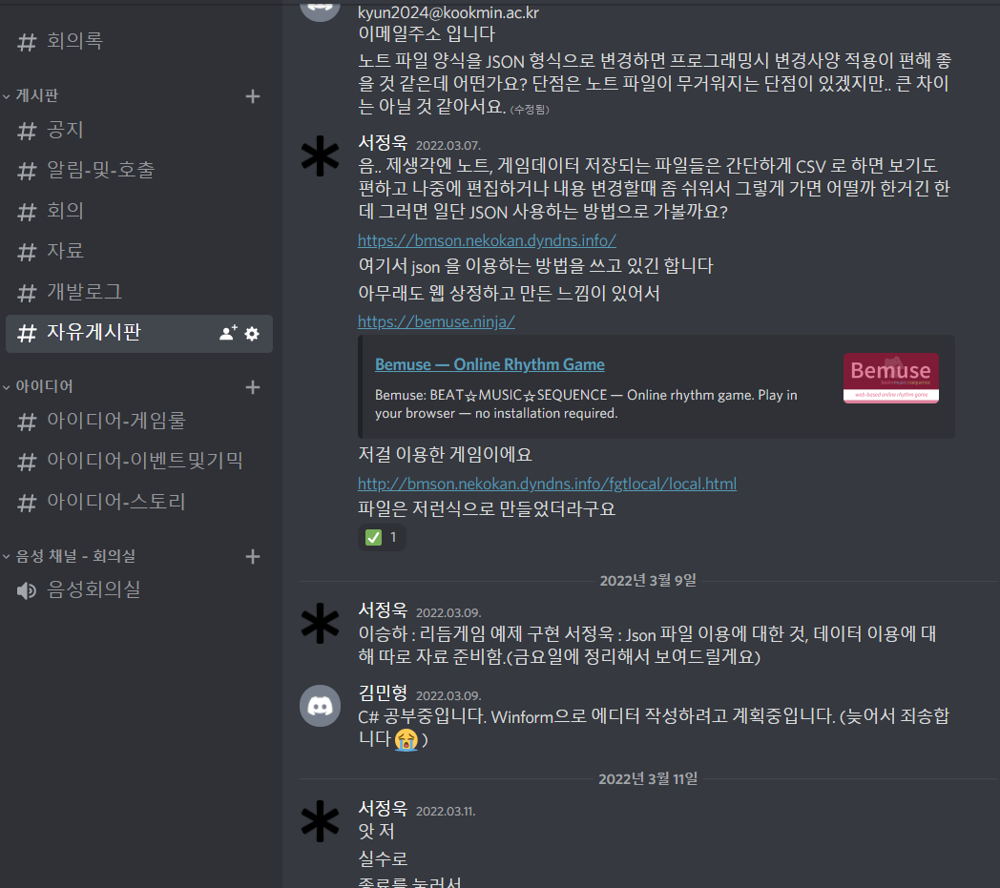 회의록
게시판
공지
알림-및-호출
회의
자료
개발로그
자유게시판
아이디어
아이디어-게임룰
아이디어-이벤트및기믹
아이디어-스토리
음성 채널 - 회의실
음성회의실
kyun2024@kookmin.ac.kr
이메일주소 입니다
노트 파일 양식을 JSON 형식으로 변경하면 프로그래밍시 변경사양 적용이 편해 좋
을 것 같은데 어떤가요? 단점은 노트 파일이 무거워지는 단점이 있겠지만.. 큰 차이
는 아닐 것 같아서요. (수정됨)
서정욱 2022.03.07.
음.. 제생각엔 노트, 게임데이터 저장되는 파일들은 간단하게 CSV 로 하면 보기도
편하고 나중에 편집하거나 내용 변경할때 좀 쉬워서 그렇게 가면 어떨까 한거긴 한
데 그러면 일단 JSON 사용하는 방법으로 가볼까요?
https://bmson.nekokan.dyndns.info/
여기서 json 을 이용하는 방법을 쓰고 있긴 합니다
아무래도 웹 상정하고 만든 느낌이 있어서
https://bemuse.ninja/
Bemuse — Online Rhythm Game
Bemuse: BEAT☆MUSIC☆SEQUENCE — Online rhythm game. Play in
your browser — no installation required.
Bemuse
web-based online rhythm game
저걸 이용한 게임이에요
http://bmson.nekokan.dyndns.info/fgtlocal/local.html
파일은 저런식으로 만들었더라구요
1
2022년 3월 9일
서정욱 2022.03.09.
이승하 : 리듬게임 예제 구현 서정욱 : Json 파일 이용에 대한 것, 데이터 이용에 대
해 따로 자료 준비함.(금요일에 정리해서 보여드릴게요)
김민형 2022.03.09.
C# 공부중입니다. Winform으로 에디터 작성하려고 계획중입니다. (늦어서 죄송합
니다 😭 )
2022년 3월 11일
서정욱 2022.03.11.
앗 저
실수로
종료를 눌러서